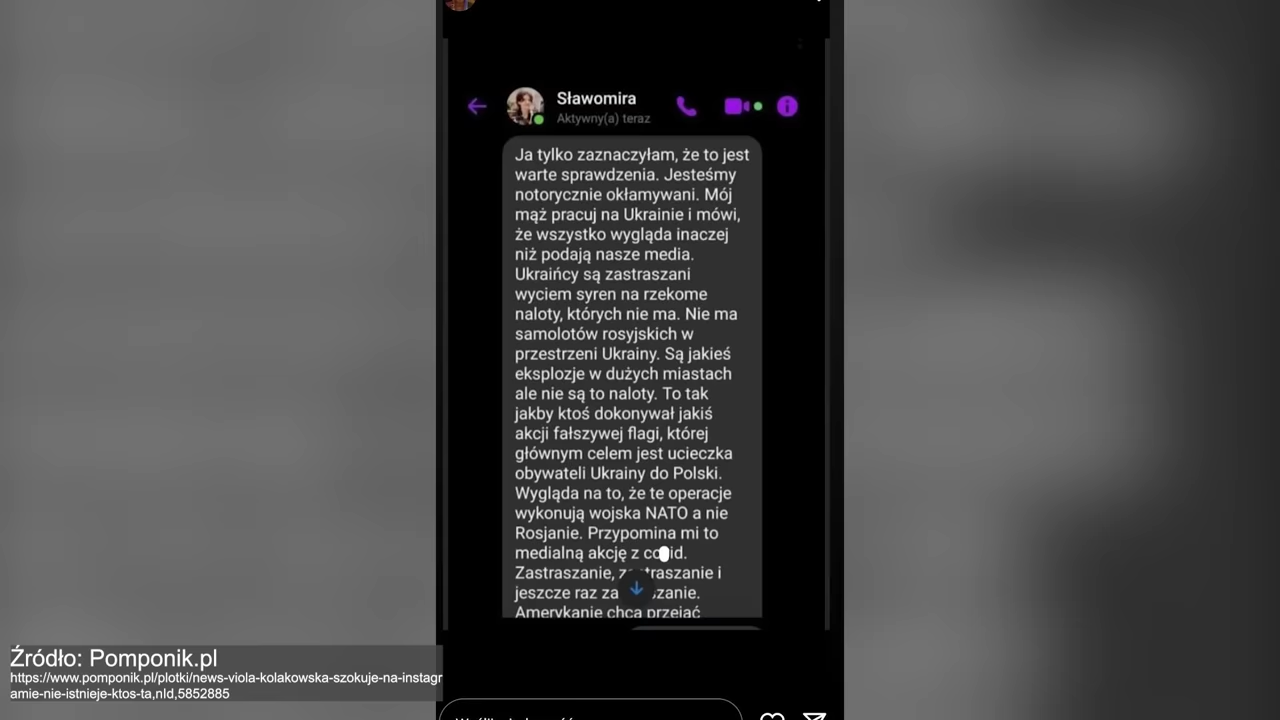 Sławomira
Aktywny(a) teraz
Ja tylko zaznaczyłam, że to jest
warte sprawdzenia. Jesteśmy
notorycznie okłamywani. Mój
mąż pracuj na Ukrainie i mówi,
że wszystko wygląda inaczej
niż podają nasze media.
Ukraińcy są zastraszani
wyciem syren na rzekome
naloty, których nie ma. Nie ma
samolotów rosyjskich w
przestrzeni Ukrainy. Są jakieś
eksplozje w dużych miastach
ale nie są to naloty. To tak
jakby ktoś dokonywał jakiś
akcji fałszywej flagi, której
głównym celem jest ucieczka
obywateli Ukrainy do Polski.
Wygląda na to, że te operacje
wykonują wojska NATO a nie
Rosjanie. Przypomina mi to
medialną akcję z covid.
Zastraszanie, zastraszanie i
jeszcze raz zastraszanie.
Amerykanie chcą przejąć
Źródło: Pomponik.pl
https://www.pomponik.pl/plotki/news-viola-kolakowska-szokuje-na-instagr
amie-nie-istnieje-ktos-ta,nId,5852885